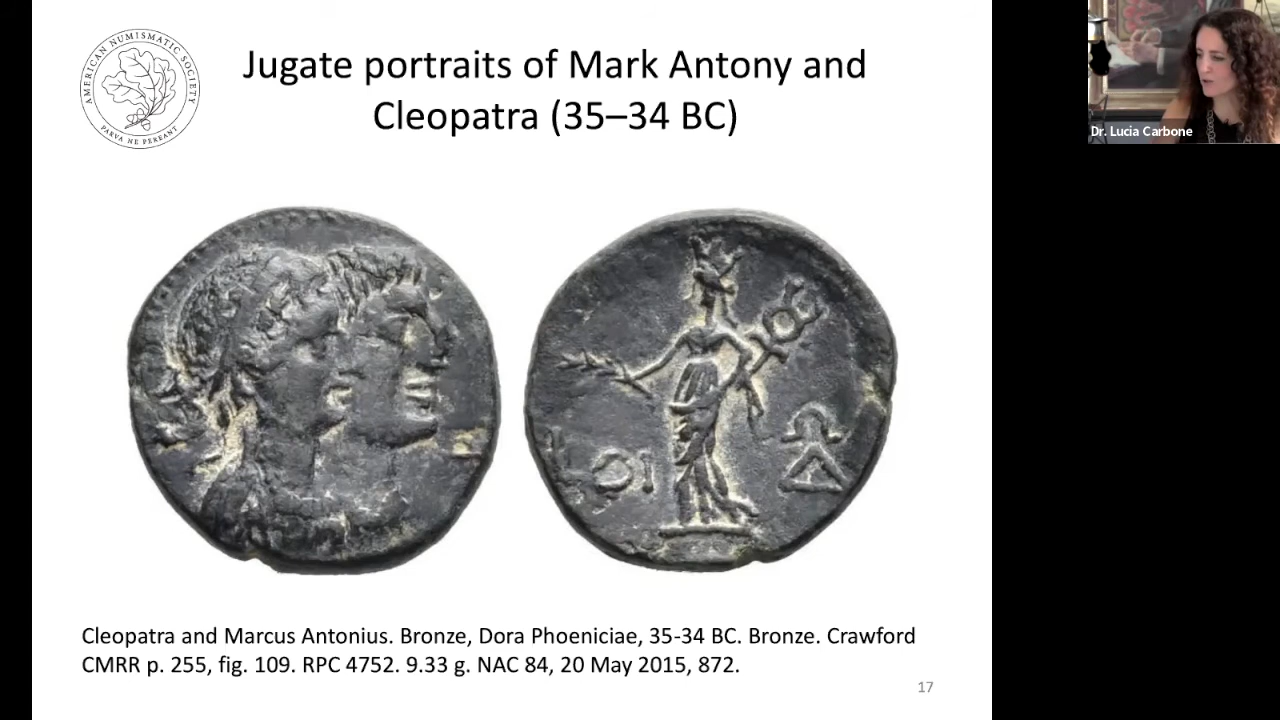 AMERICAN NUMISMATIC SOCIETY
PARVA NE PEREANT
Jugate portraits of Mark Antony and
Cleopatra (35–34 BC)
Dr. Lucia Carbone
Cleopatra and Marcus Antonius. Bronze, Dora Phoeniciae, 35-34 BC. Bronze. Crawford
CMRR p. 255, fig. 109. RPC 4752. 9.33 g. NAC 84, 20 May 2015, 872.
17